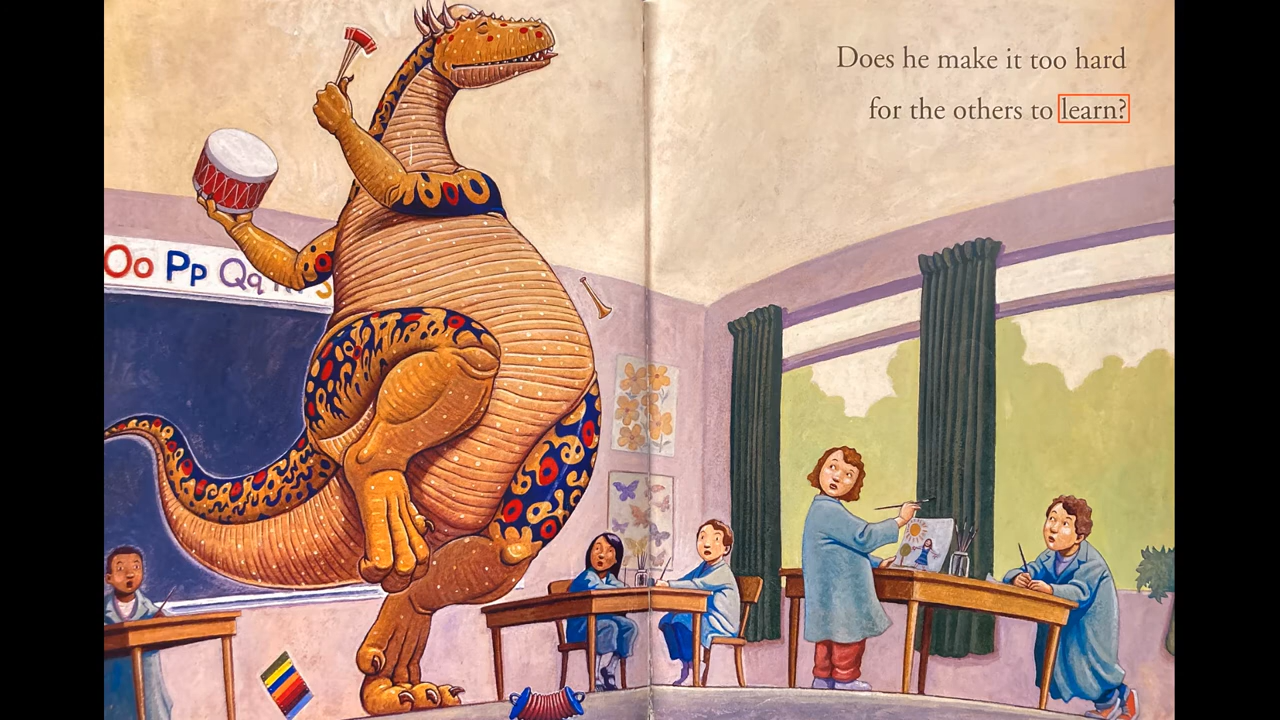 Does he make it too hard
for the others to learn?
Oo Pp Qq